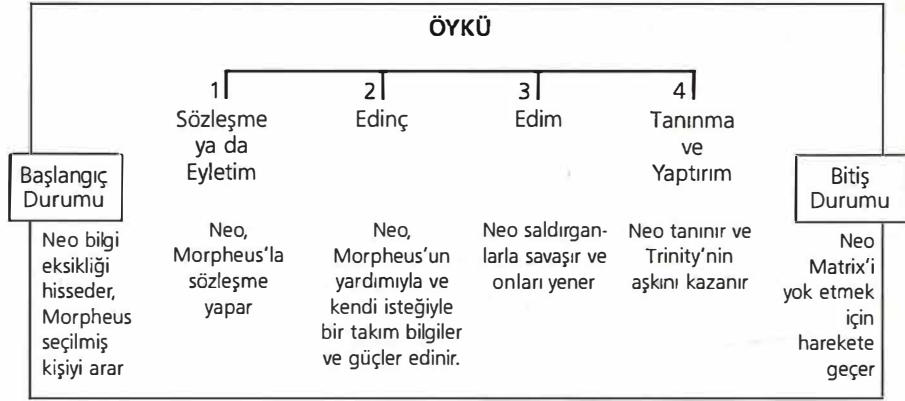 ÖYKÜ
1
Sözleşme
ya da
Eyletim
2
Edinç
3
Edim
4
Tanınma
ve
Yaptırım
Başlangıç
Durumu
Bitiş
Durumu
Neo bilgi
eksikliği
hisseder,
Morpheus
seçilmiş
kişiyi arar
Neo,
Morpheus'la
sözleşme
yapar
Neo,
Morpheus'un
yardımıyla ve
kendi isteğiyle
bir takım bilgiler
ve güçler edinir.
Neo saldırgan-
larla savaşır ve
onları yener
Neo tanınır ve
Trinity'nin
aşkını kazanır
Neo
Matrix'i
yok etmek
için
harekete
geçer